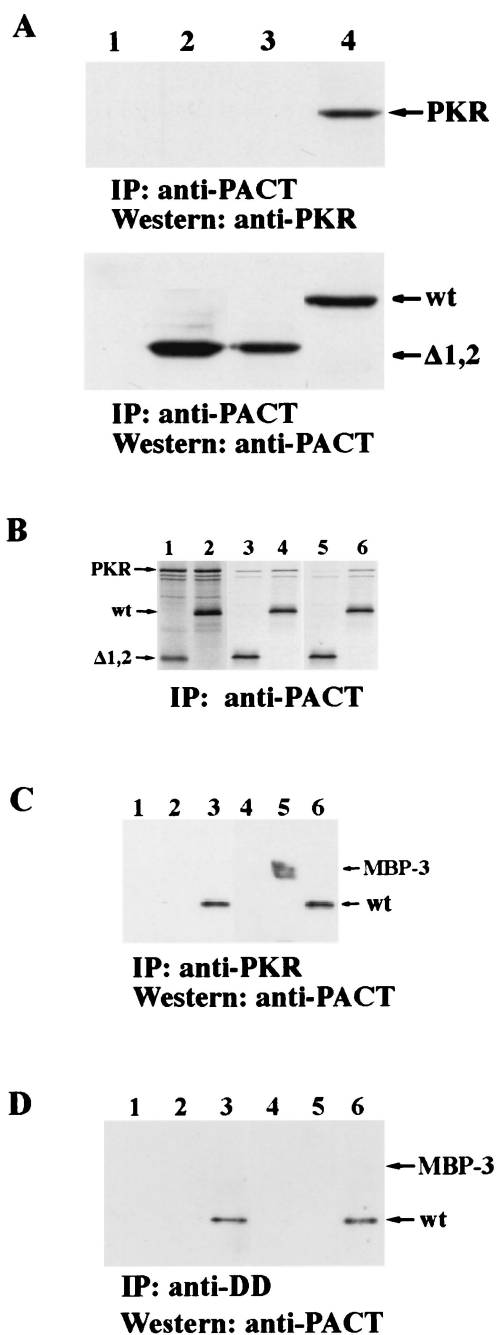 A
1 2 3 4
PKR
IP: anti-PACT
Western: anti-PKR
wt
Δ1,2
IP: anti-PACT
Western: anti-PACT
B
1 2 3 4 5 6
PKR
wt
Δ1,2
IP: anti-PACT
C
1 2 3 4 5 6
MBP-3
wt
IP: anti-PKR
Western: anti-PACT
D
1 2 3 4 5 6
MBP-3
wt
IP: anti-DD
Western: anti-PACT